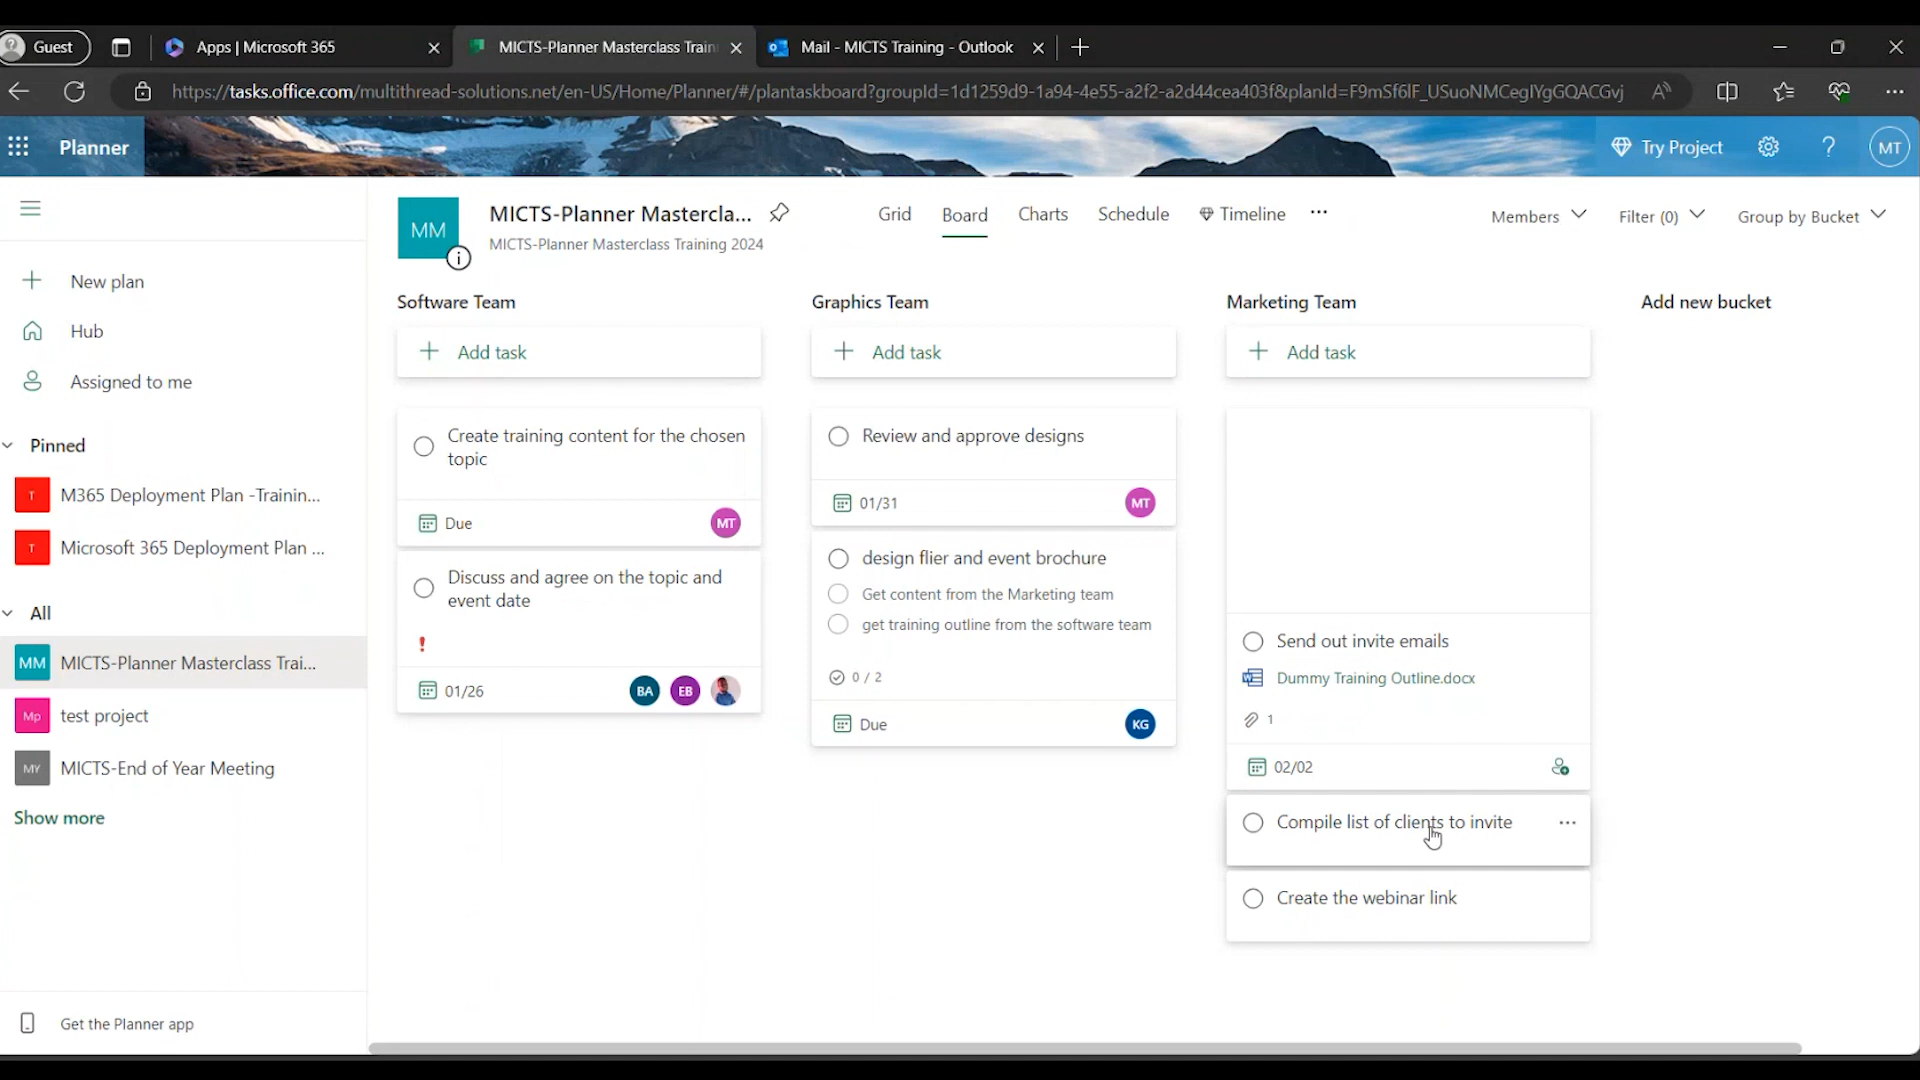 Guest
Apps | Microsoft 365
MICTS-Planner Masterclass Train
Mail - MICTS Training - Outlook
https://tasks.office.com/multithread-solutions.net/en-US/Home/Planner/#/plantaskboard?groupId=1d1259d9-1a94-4e55-a2f2-a2d44cea403f&planId=F9mSf6lF_USuoNMCeglYgGQACGvj
Planner
Try Project
?
MT
New plan
Hub
Assigned to me
Pinned
T
M365 Deployment Plan -Trainin...
T
Microsoft 365 Deployment Plan ...
All
MM
MICTS-Planner Masterclass Trai...
Mp
test project
MY
MICTS-End of Year Meeting
Show more
Get the Planner app
MM
MICTS-Planner Mastercla...
MICTS-Planner Masterclass Training 2024
Grid
Board
Charts
Schedule
Timeline
...
Members
Filter (0)
Group by Bucket
Software Team
Add task
Create training content for the chosen
topic
Due
MT
Discuss and agree on the topic and
event date
01/26
BA
EB
Graphics Team
Add task
Review and approve designs
01/31
MT
design flier and event brochure
Get content from the Marketing team
get training outline from the software team
0 / 2
Due
KG
Marketing Team
Add task
Send out invite emails
Dummy Training Outline.docx
1
02/02
Compile list of clients to invite
Create the webinar link
Add new bucket